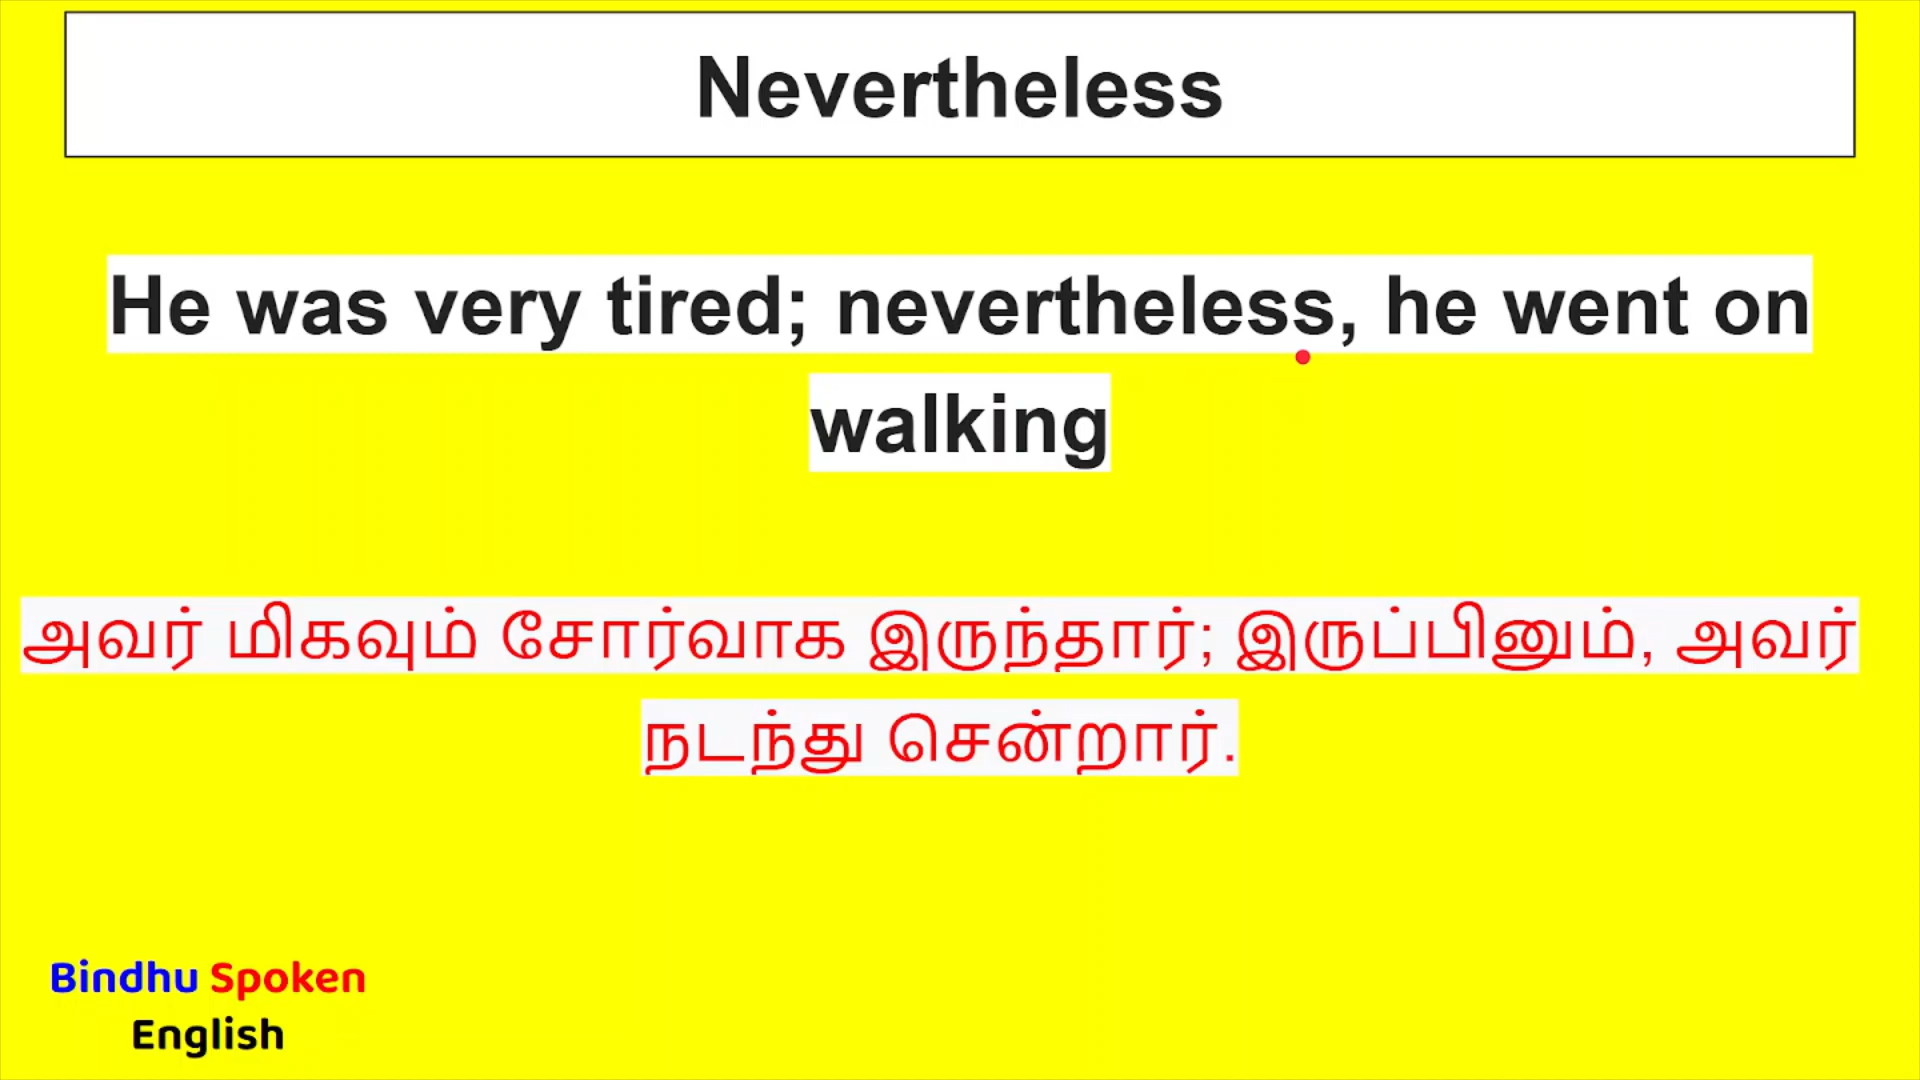 Nevertheless
He was very tired; nevertheless, he went on
walking
அவர் மிகவும் சோர்வாக இருந்தார்; இருப்பினும், அவர்
நடந்து சென்றார்.
Bindhu Spoken
English